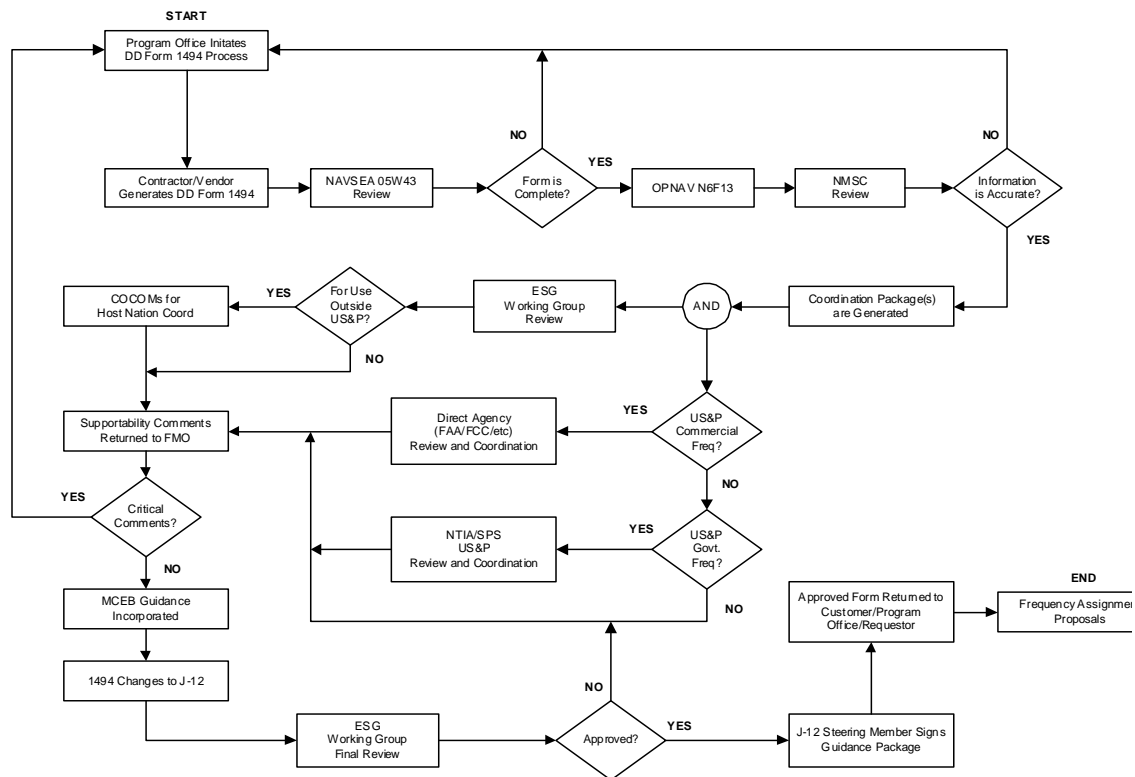 START
Program Office Initates
DD Form 1494 Process
Contractor/Vendor
Generates DD Form 1494
NAVSEA 05W43
Review
NO
Form is
Complete?
YES
OPNAV N6F13
NMSC
Review
NO
Information
is Accurate?
YES
COCOMs for
Host Nation Coord
YES
For Use
Outside
US&P?
NO
ESG
Working Group
Review
AND
Coordination Package(s)
are Generated
Supportability Comments
Returned to FMO
Direct Agency
(FAA/FCC/etc)
Review and Coordination
YES
US&P
Commercial
Freq?
NO
YES
Critical
Comments?
NO
NTIA/SPS
US&P
Review and Coordination
YES
US&P
Govt.
Freq?
NO
MCEB Guidance
Incorporated
Approved Form Returned to
Customer/Program
Office/Requestor
END
Frequency Assignment
Proposals
1494 Changes to J-12
ESG
Working Group
Final Review
NO
Approved?
YES
J-12 Steering Member Signs
Guidance Package